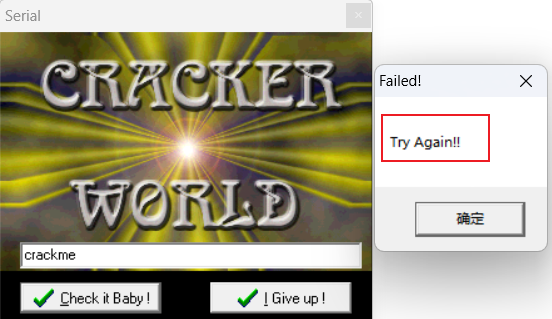 Serial
CRACKER
WORLD
crackme
Check it Baby !
I Give up !
Failed!
Try Again!!
确定